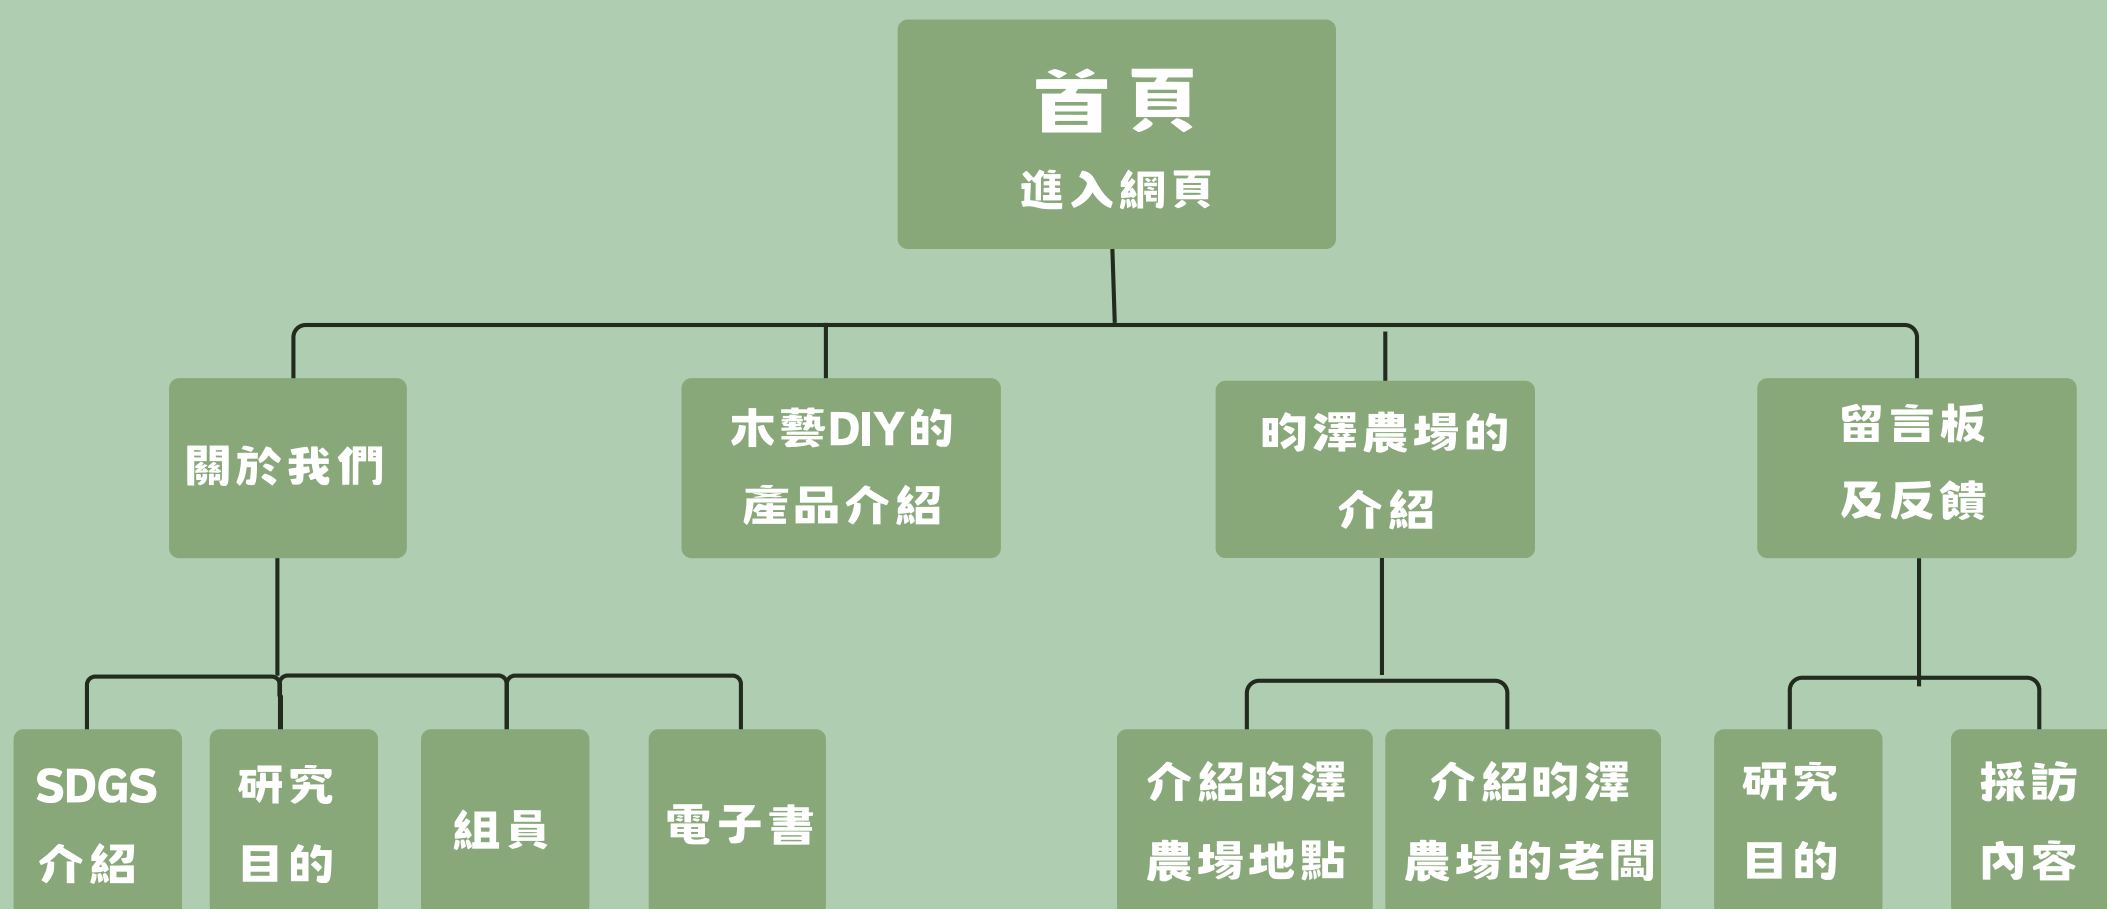 首頁
進入網頁
關於我們
木藝DIY的
產品介紹
昀澤農場的
介紹
留言板
及反饋
SDGS
介紹
研究
目的
組員
電子書
介紹昀澤
農場地點
介紹昀澤
農場的老闆
研究
目的
採訪
內容